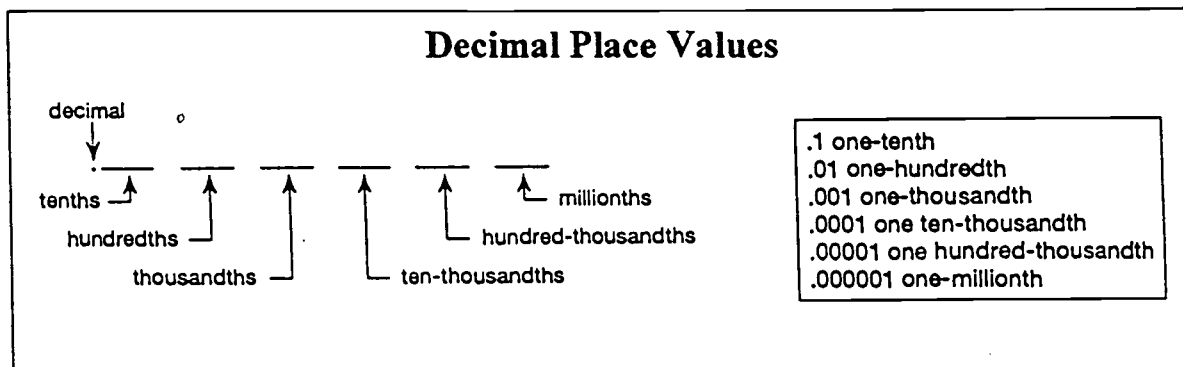 Decimal Place Values
decimal
tenths
hundredths
thousandths
ten-thousandths
hundred-thousandths
millionths
.1 one-tenth
.01 one-hundredth
.001 one-thousandth
.0001 one ten-thousandth
.00001 one hundred-thousandth
.000001 one-millionth